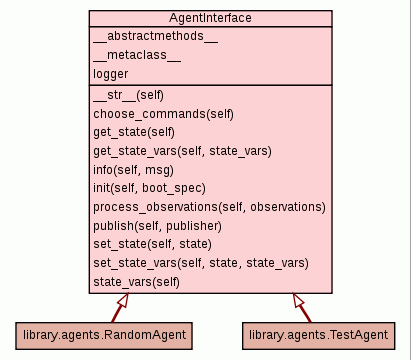 AgentInterface
__abstractmethods__
__metaclass__
logger
__str__(self)
choose_commands(self)
get_state(self)
get_state_vars(self, state_vars)
info(self, msg)
init(self, boot_spec)
process_observations(self, observations)
publish(self, publisher)
set_state(self, state)
set_state_vars(self, state, state_vars)
state_vars(self)
library.agents.RandomAgent
library.agents.TestAgent